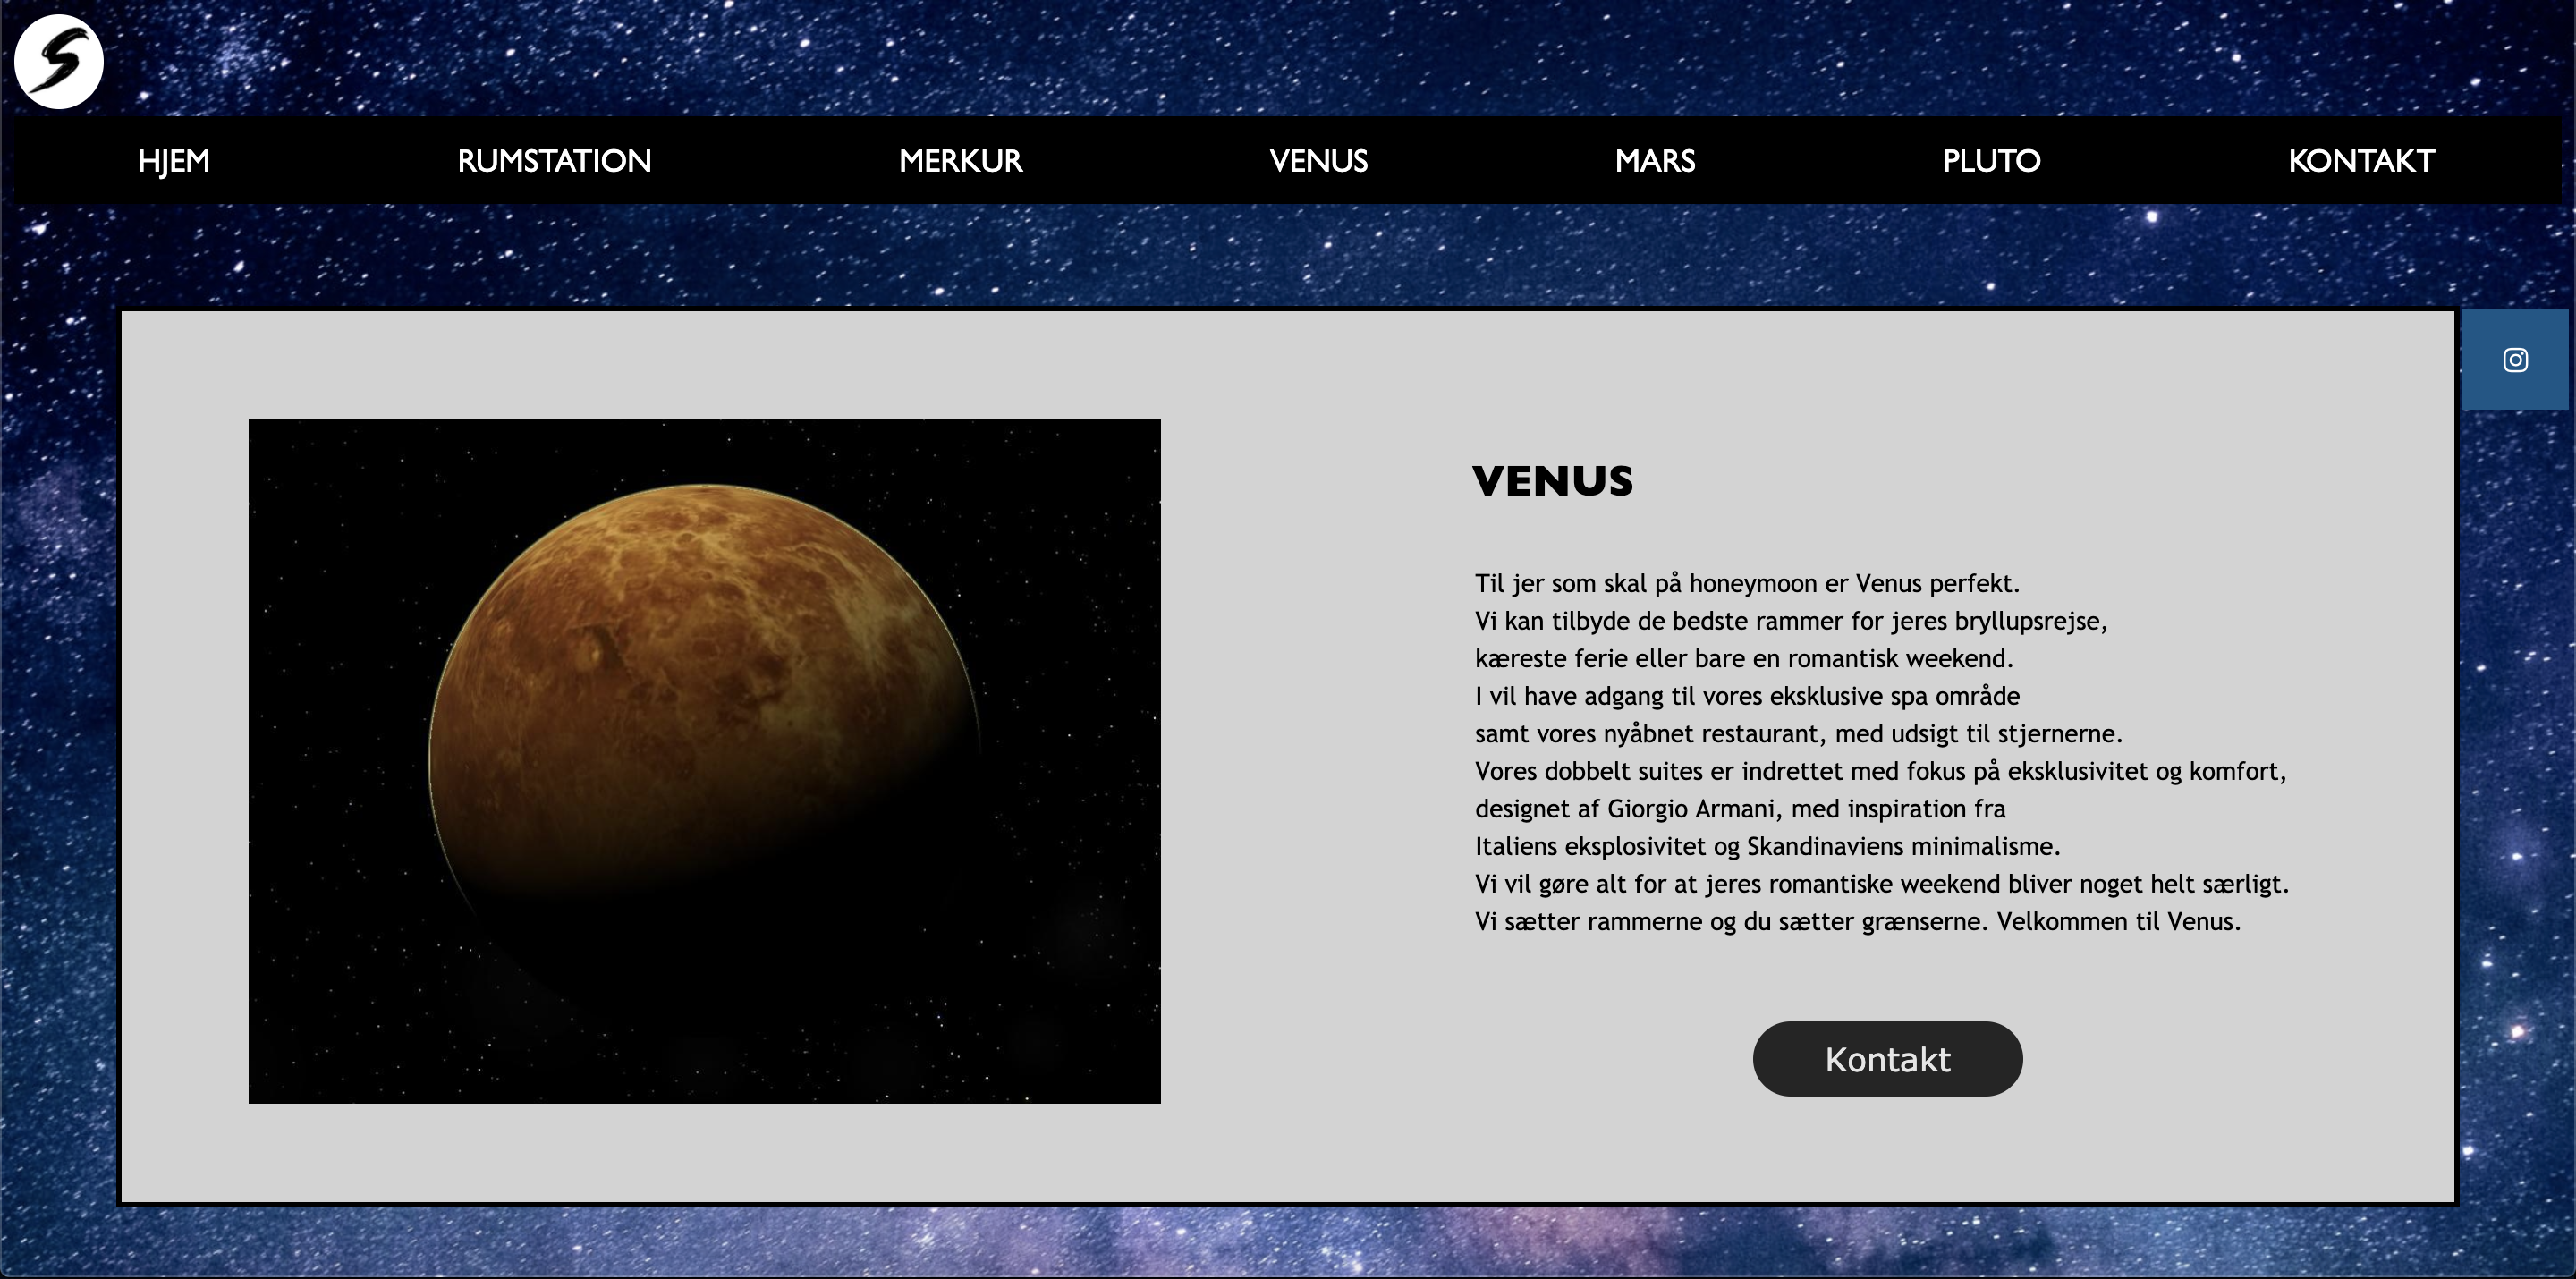 S
HJEM RUMSTATION MERKUR VENUS MARS PLUTO KONTAKT
VENUS
Til jer som skal på honeymoon er Venus perfekt.
Vi kan tilbyde de bedste rammer for jeres bryllupsrejse,
kæreste ferie eller bare en romantisk weekend.
I vil have adgang til vores eksklusive spa område
samt vores nyåbnet restaurant, med udsigt til stjernerne.
Vores dobbelt suites er indrettet med fokus på eksklusivitet og komfort,
designet af Giorgio Armani, med inspiration fra
Italiens eksplosivitet og Skandinaviens minimalisme.
Vi vil gøre alt for at jeres romantiske weekend bliver noget helt særligt.
Vi sætter rammerne og du sætter grænserne. Velkommen til Venus.
Kontakt